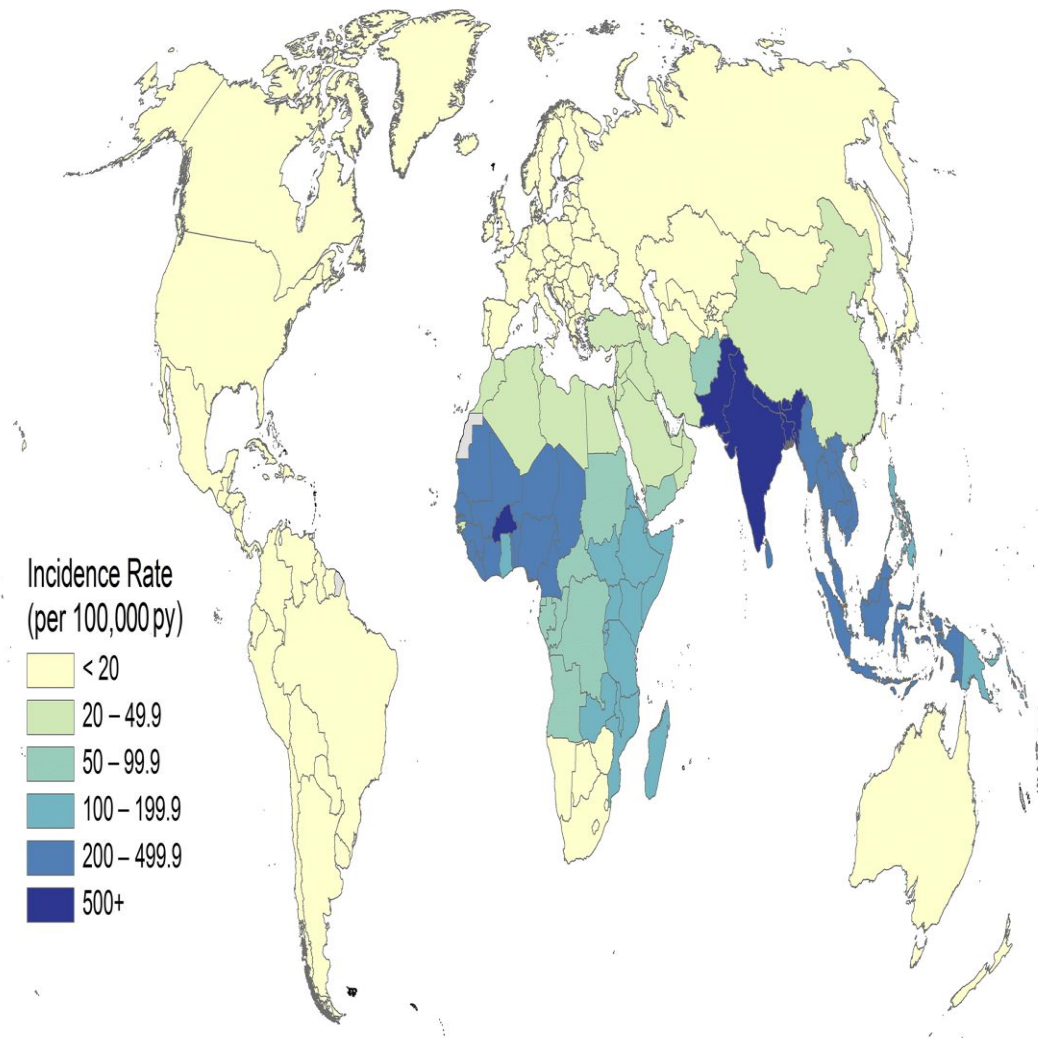 Incidence Rate
(per 100,000 py)
< 20
20 – 49.9
50 – 99.9
100 – 199.9
200 – 499.9
500+